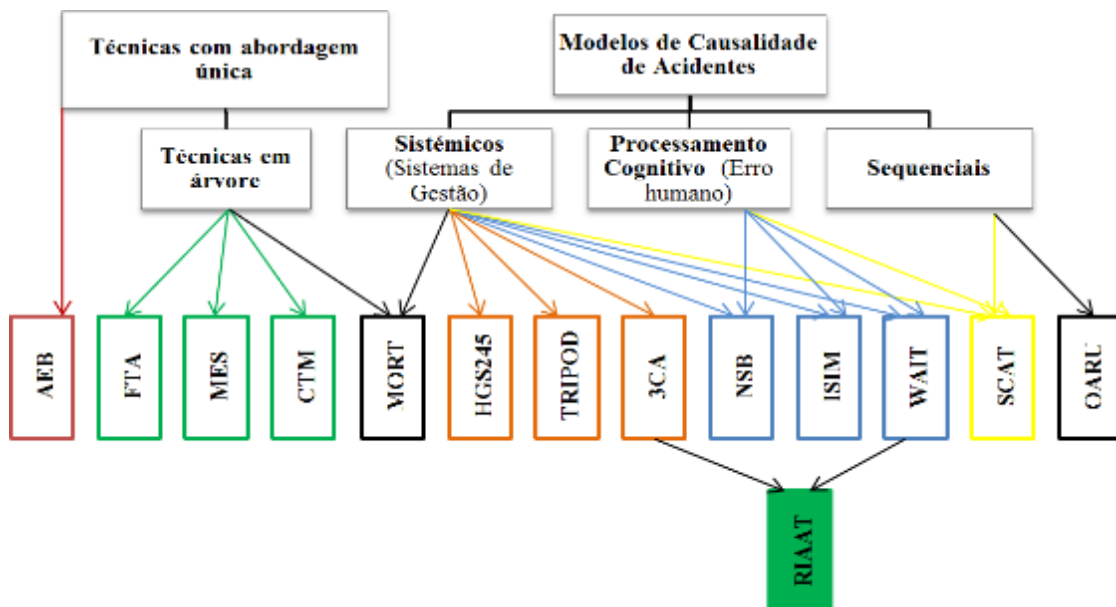 Técnicas com abordagem
única
Modelos de Causalidade
de Acidentes
Técnicas em
árvore
Sistémicos
(Sistemas de
Gestão)
Processamento
Cognitivo (Erro
humano)
Sequenciais
AEB
FTA
MES
CTM
MORT
HGS245
TRIPOD
3CA
NSB
ISIM
WAIT
SCAT
OARU
RIAAT